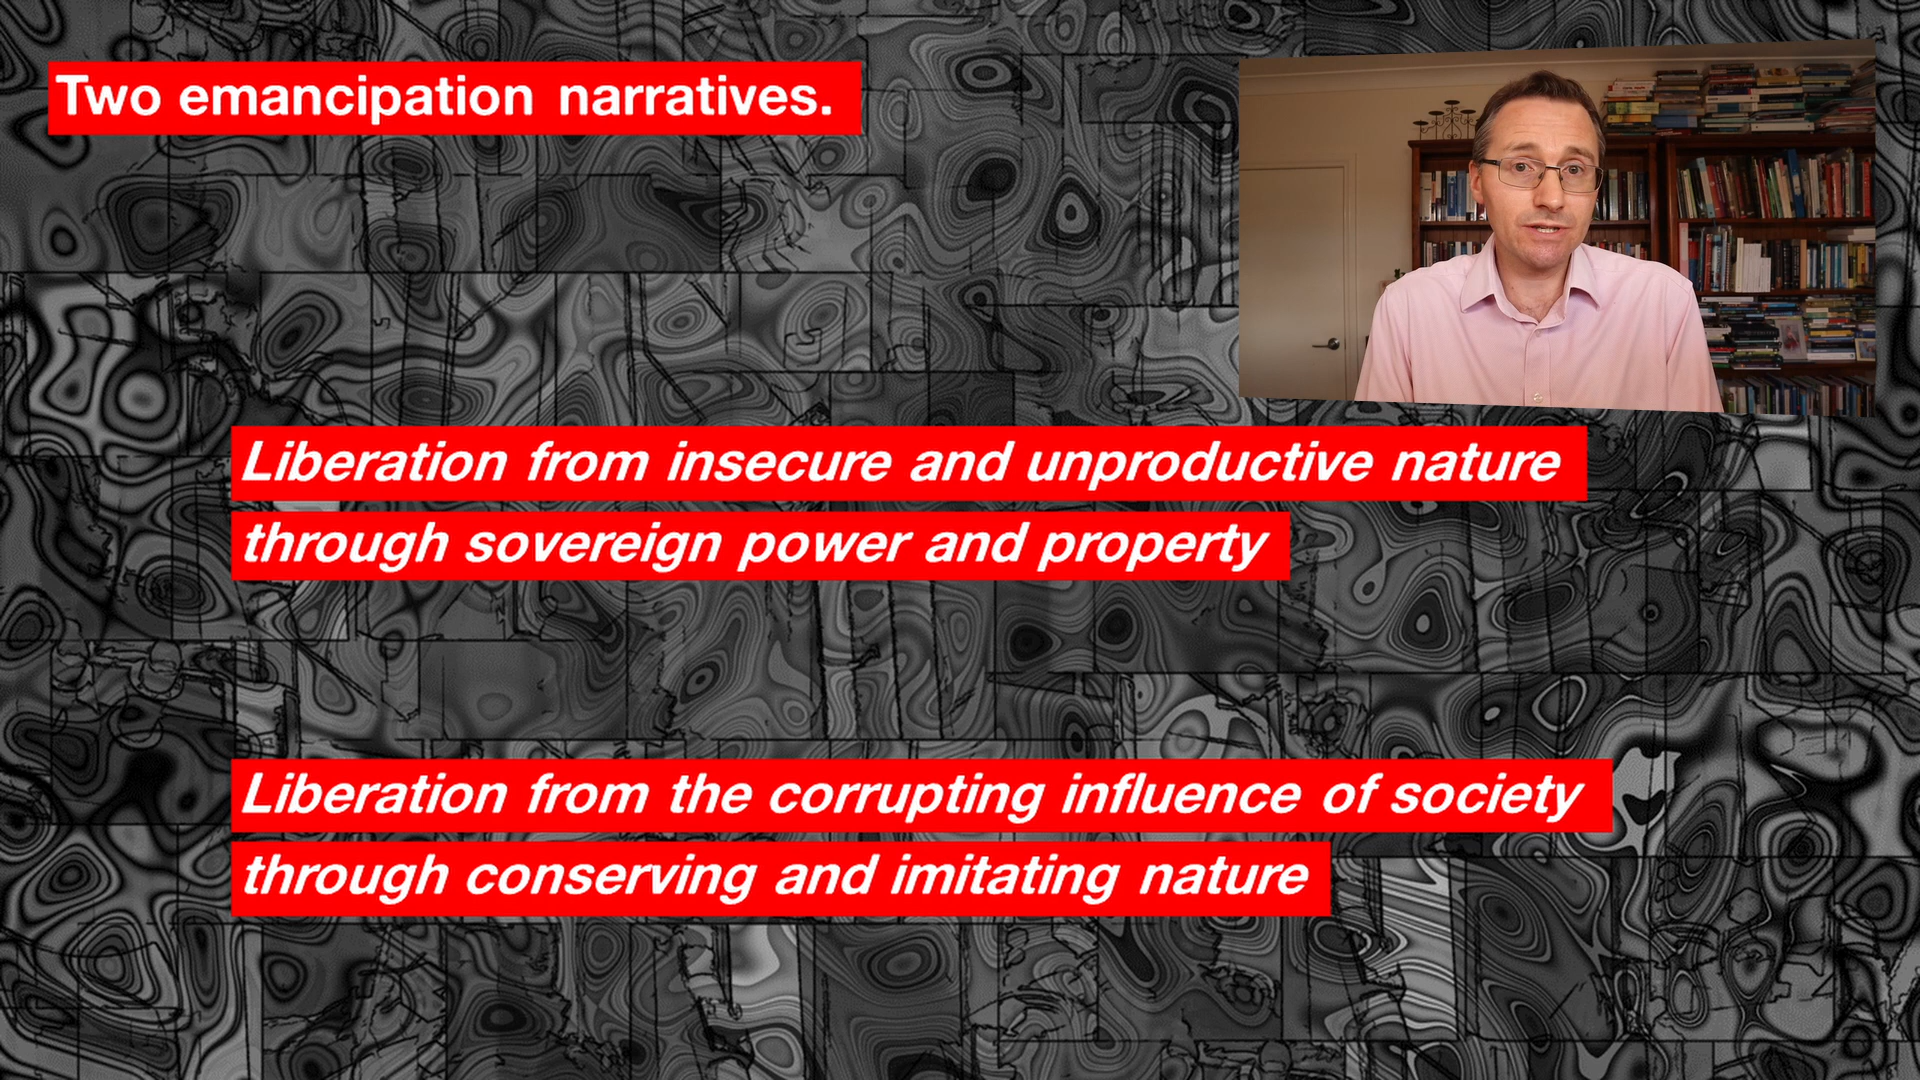 Two emancipation narratives.
Liberation from insecure and unproductive nature
through sovereign power and property
Liberation from the corrupting influence of society
through conserving and imitating nature